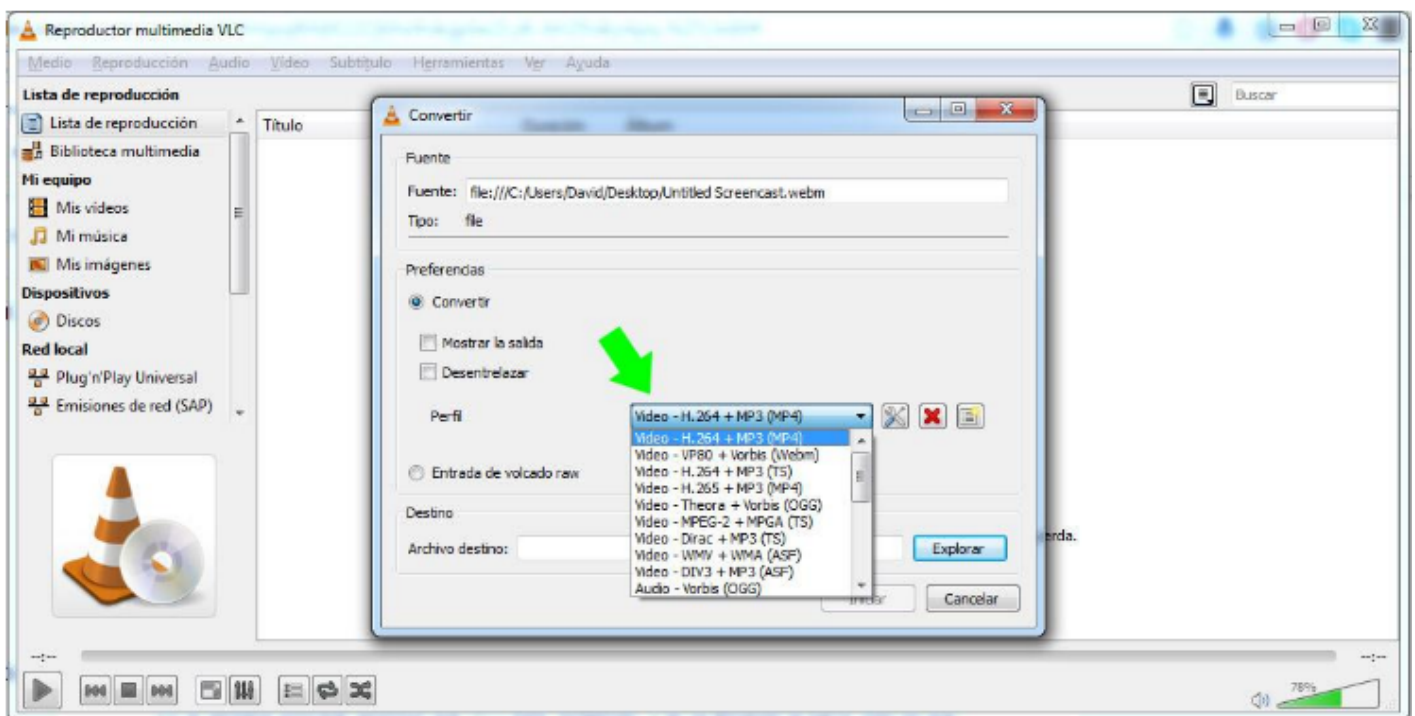 Reproductor multimedia VLC
Medio Reproducción Audio Vídeo Subtítulo Herramientas Ver Ayuda
Lista de reproducción
Buscar
Lista de reproducción
Biblioteca multimedia
Mi equipo
Mis vídeos
Mi música
Mis imágenes
Dispositivos
Discos
Red local
Plug'n'Play Universal
Emisiones de red (SAP)
Título
Convertir
Fuente
Fuente: file:///C:/Users/David/Desktop/Untitled Screencast.webm
Tipo: file
Preferencias
Convertir
Mostrar la salida
Desentrelazar
Perfil Video - H.264 + MP3 (MP4)
Video - H.264 + MP3 (MP4)
Video - VP80 + Vorbis (Webm)
Video - H.264 + MP3 (TS)
Video - H.265 + MP3 (MP4)
Video - Theora + Vorbis (OGG)
Video - MPEG-2 + MPGA (TS)
Video - Dirac + MP3 (TS)
Video - WMV + WMA (ASF)
Video - DIV3 + MP3 (ASF)
Audio - Vorbis (OGG)
Entrada de volcado raw
Destino
Archivo destino: Explorar
Cancelar
erda.
--:-- --:--
78%